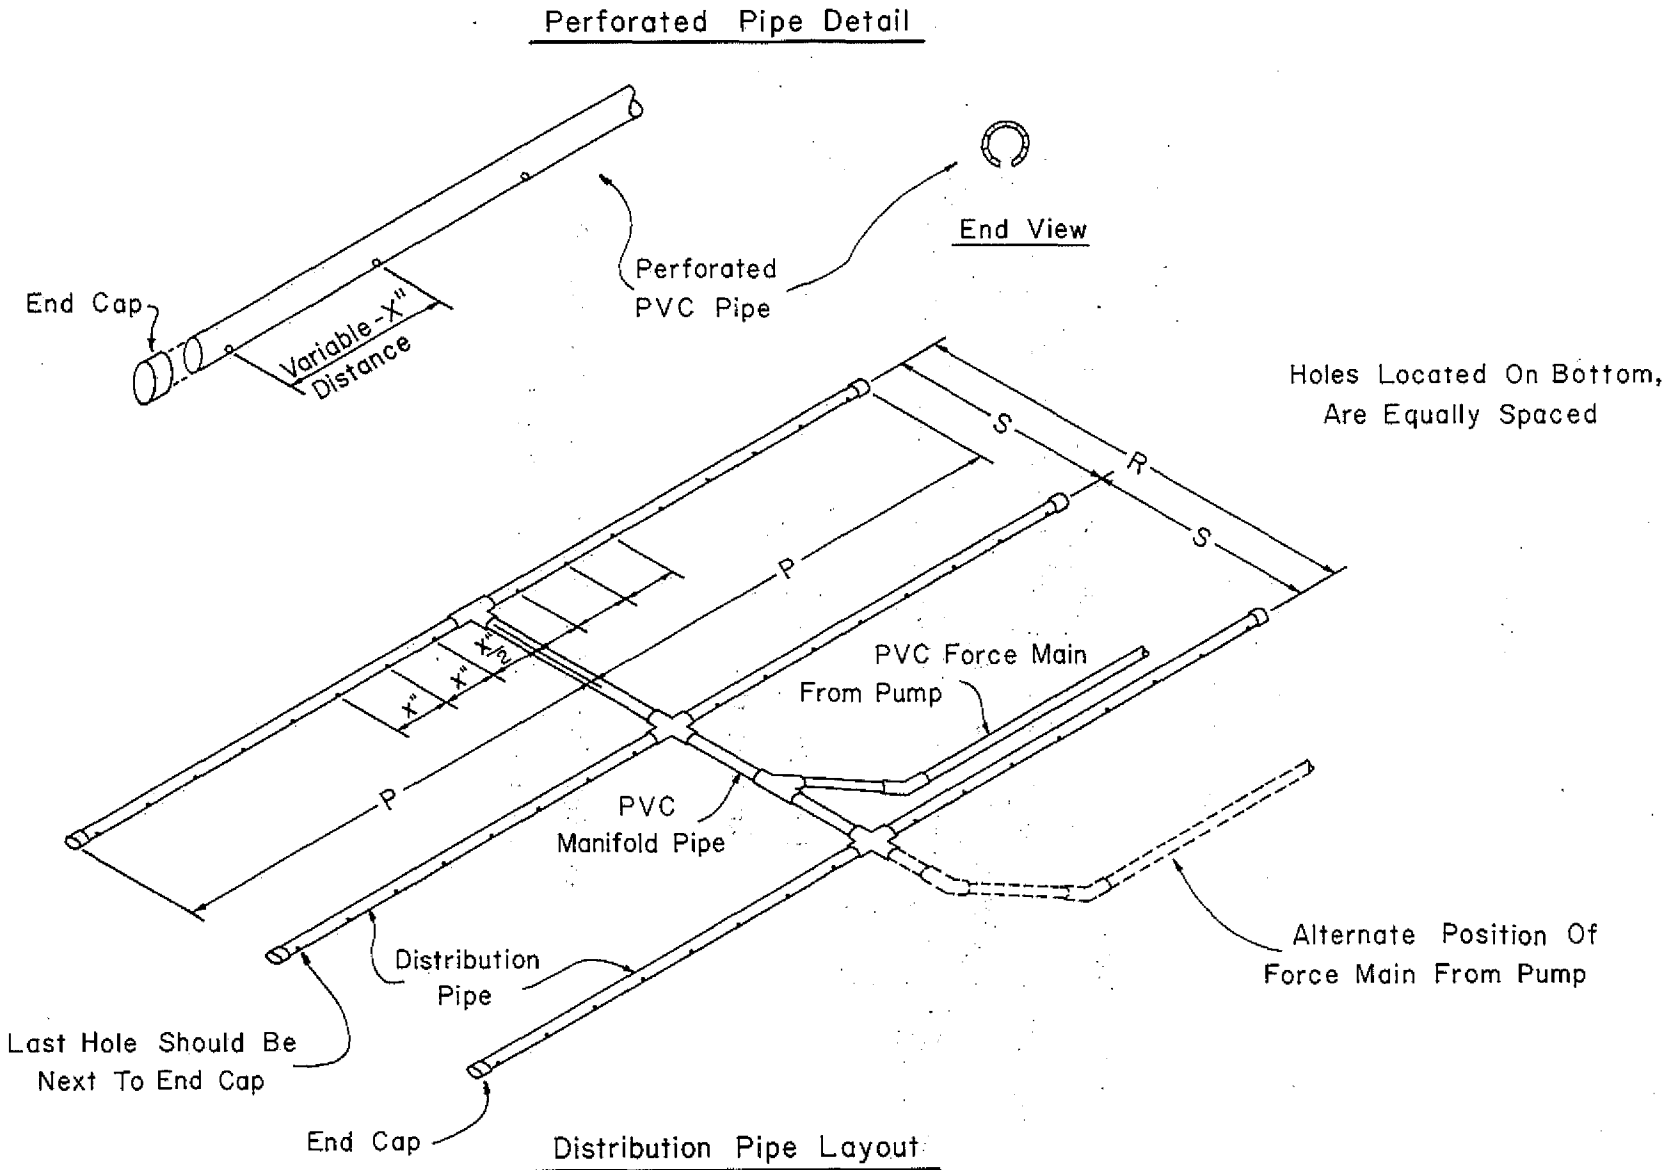 Perforated Pipe Detail
End View
Perforated
PVC Pipe
End Cap
Variable-X"
Distance
Holes Located On Bottom,
Are Equally Spaced
S
R
S
P
X/2
X"
X"
P
PVC Force Main
From Pump
PVC
Manifold Pipe
Alternate Position Of
Force Main From Pump
Distribution
Pipe
Last Hole Should Be
Next To End Cap
End Cap
Distribution Pipe Layout